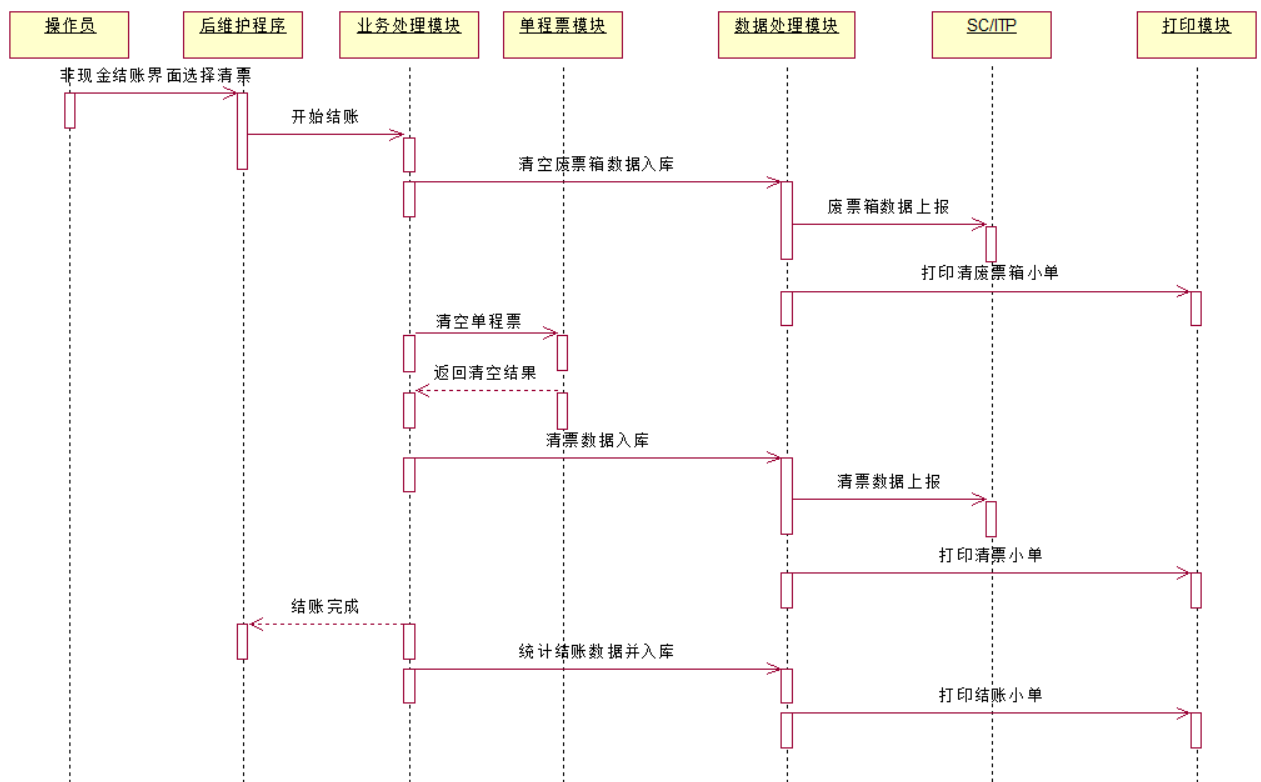 操作员
后维护程序
业务处理模块
单程票模块
数据处理模块
SC/ITP
打印模块
非现金结账界面选择清票
开始结账
清空废票箱数据入库
废票箱数据上报
打印清废票箱小单
清空单程票
返回清空结果
清票数据入库
清票数据上报
打印清票小单
结账完成
统计结账数据并入库
打印结账小单